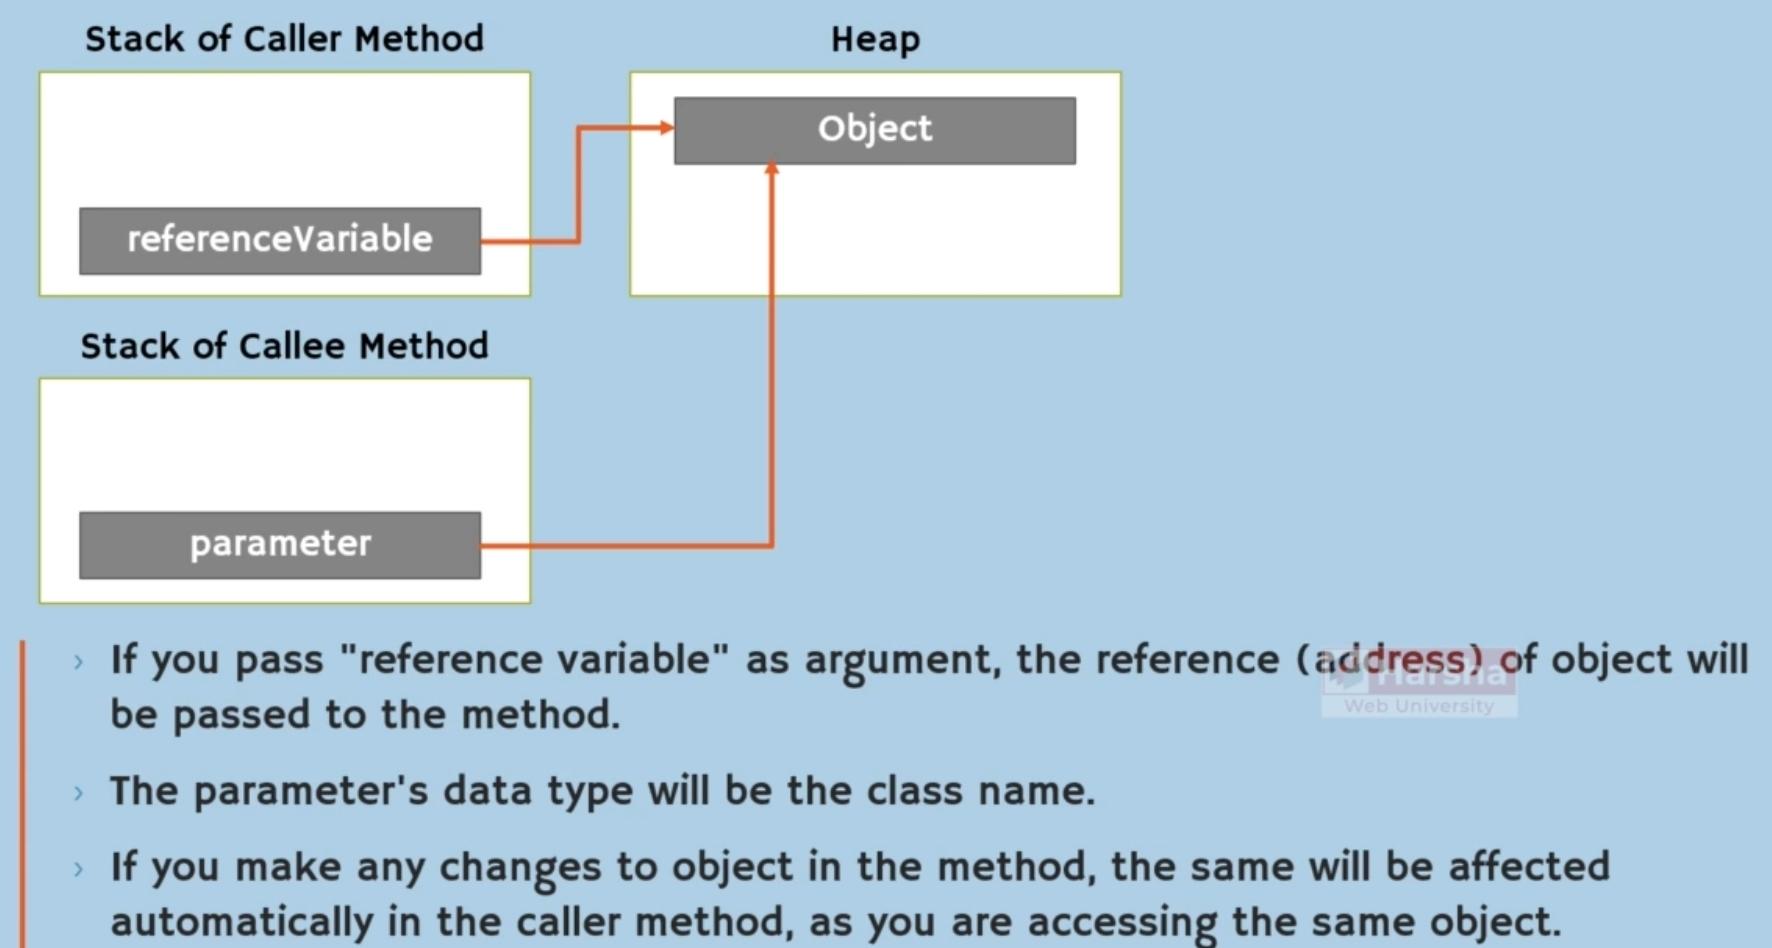 Stack of Caller Method
Heap
Object
referenceVariable
Stack of Callee Method
parameter
› If you pass "reference variable" as argument, the reference (address) of object will
be passed to the method.
Harsha
Web University
› The parameter's data type will be the class name.
› If you make any changes to object in the method, the same will be affected
automatically in the caller method, as you are accessing the same object.